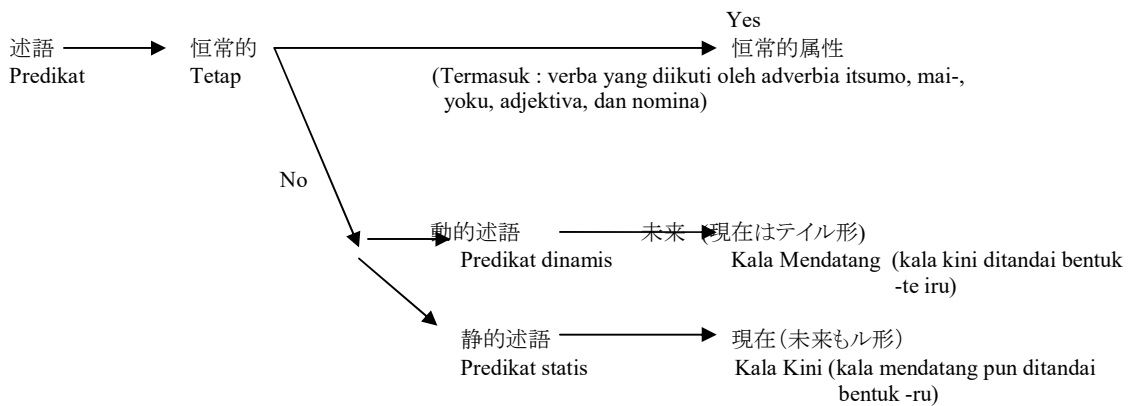 Yes
述語 恒常的 恒常的属性
Predikat Tetap (Termasuk : verba yang diikuti oleh adverbia itsumo, mai-,
yoku, adjektiva, dan nomina)
No
動的述語 未来 (現在はテイル形)
Predikat dinamis Kala Mendatang (kala kini ditandai bentuk
-te iru)
静的述語 現在(未来もル形)
Predikat statis Kala Kini (kala mendatang pun ditandai
bentuk -ru)